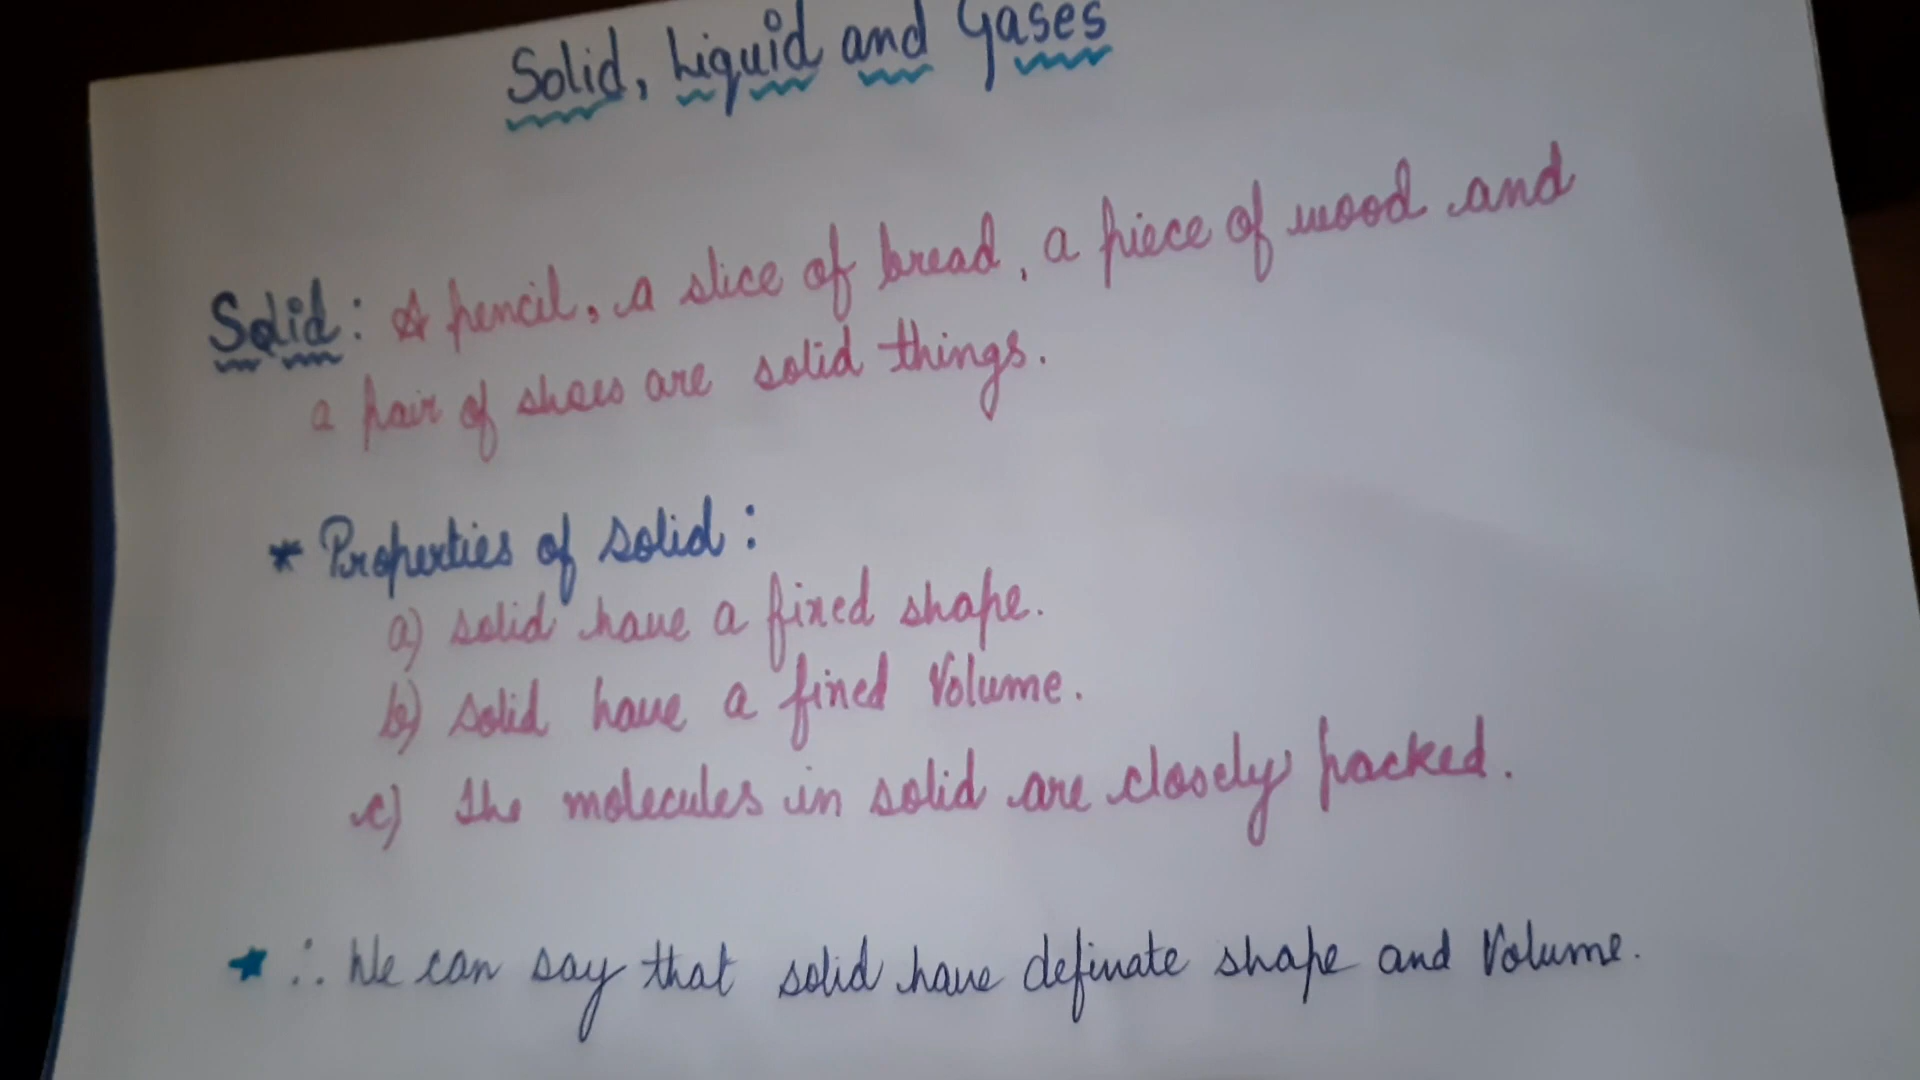 Solid, Liquid and Gases
Solid: A pencil, a slice of bread, a piece of wood and
a pair of shoes are solid things.
* Properties of solid:
a) solid have a fixed shape.
b) solid have a fixed Volume.
c) The molecules in solid are closely packed.
★ ∴ We can say that solid have definate shape and Volume.